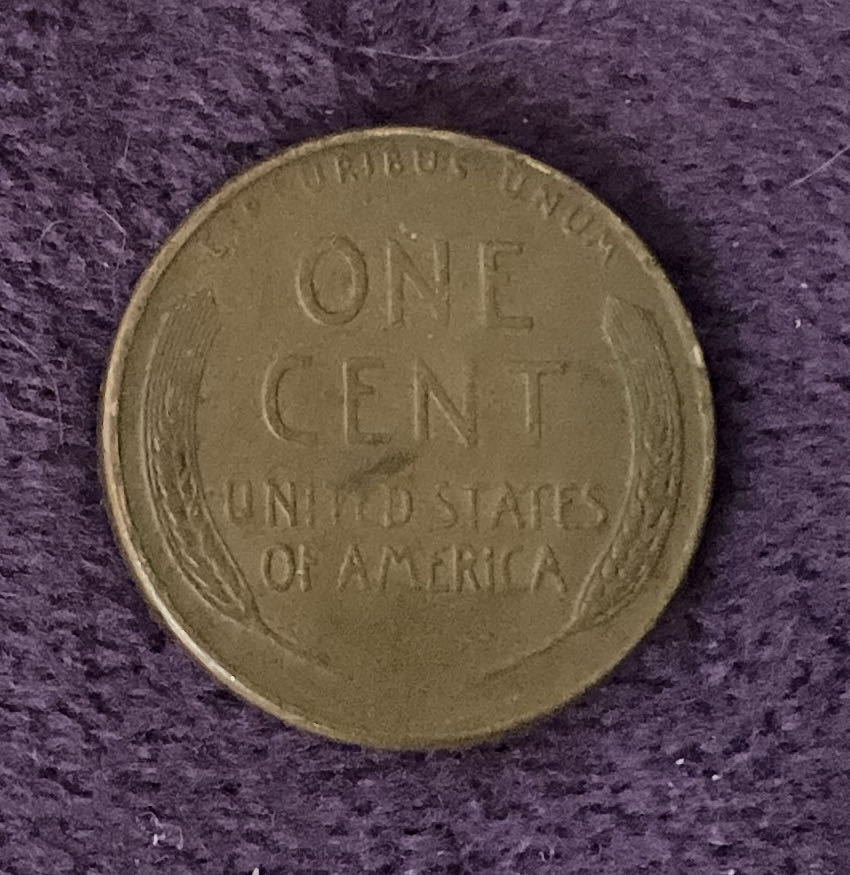 E PLURIBUS UNUM
ONE
CENT
UNITED STATES
OF AMERICA